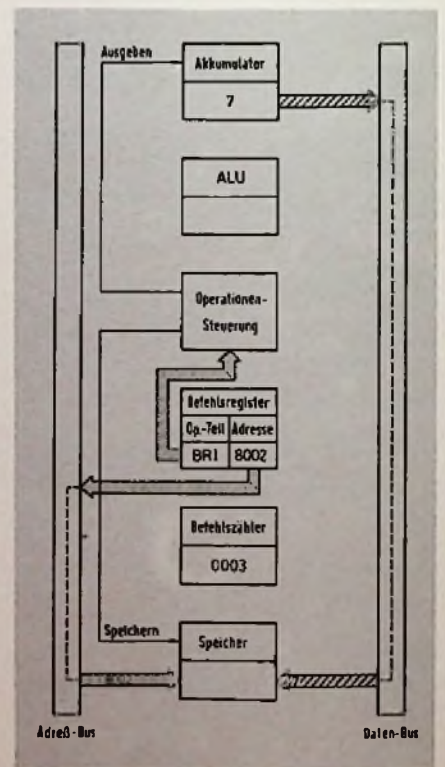 Ausgeben
Akkumulator
7
ALU
Operationen-
Steuerung
Befehlsregister
Op.-Teil Adresse
BR1 8002
Befehlszähler
0003
Speichern
Speicher
Adreß-Bus
Daten-Bus